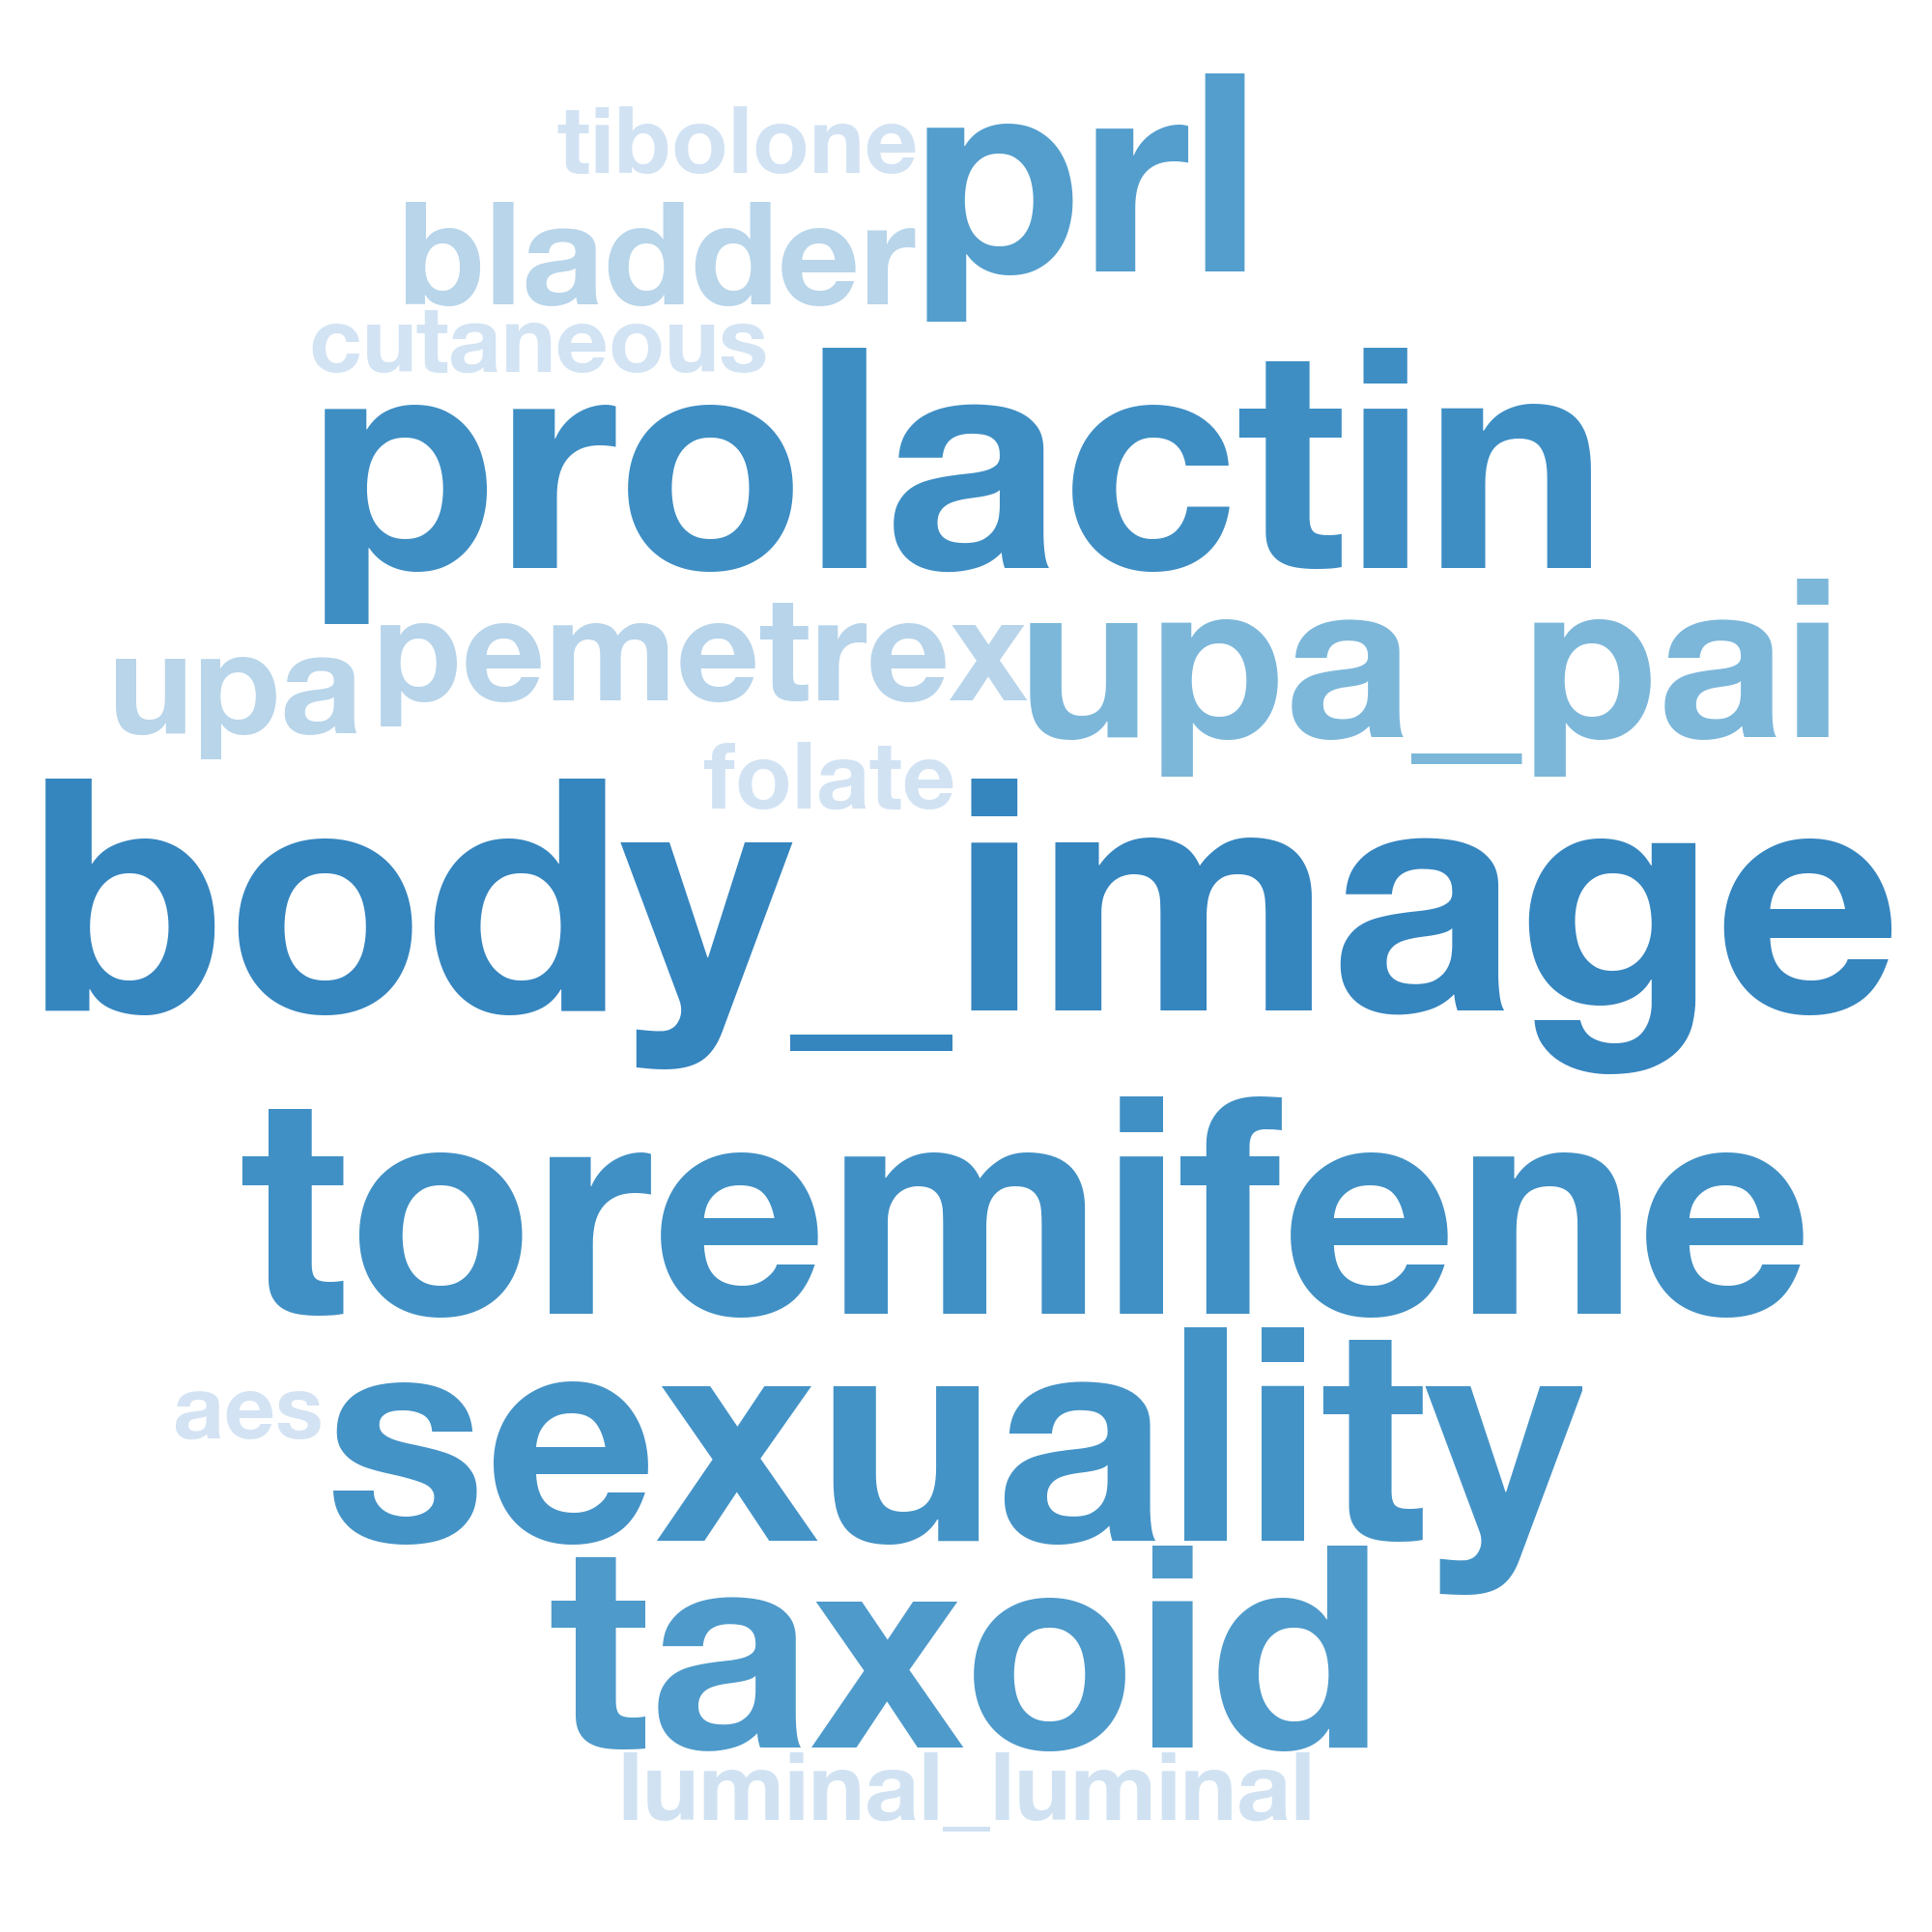 tibolone
prl
bladder
cutaneous
prolactin
upa
pemetrex
upa_pai
folate
body_image
toremifene
aes
sexuality
taxoid
luminal_luminal